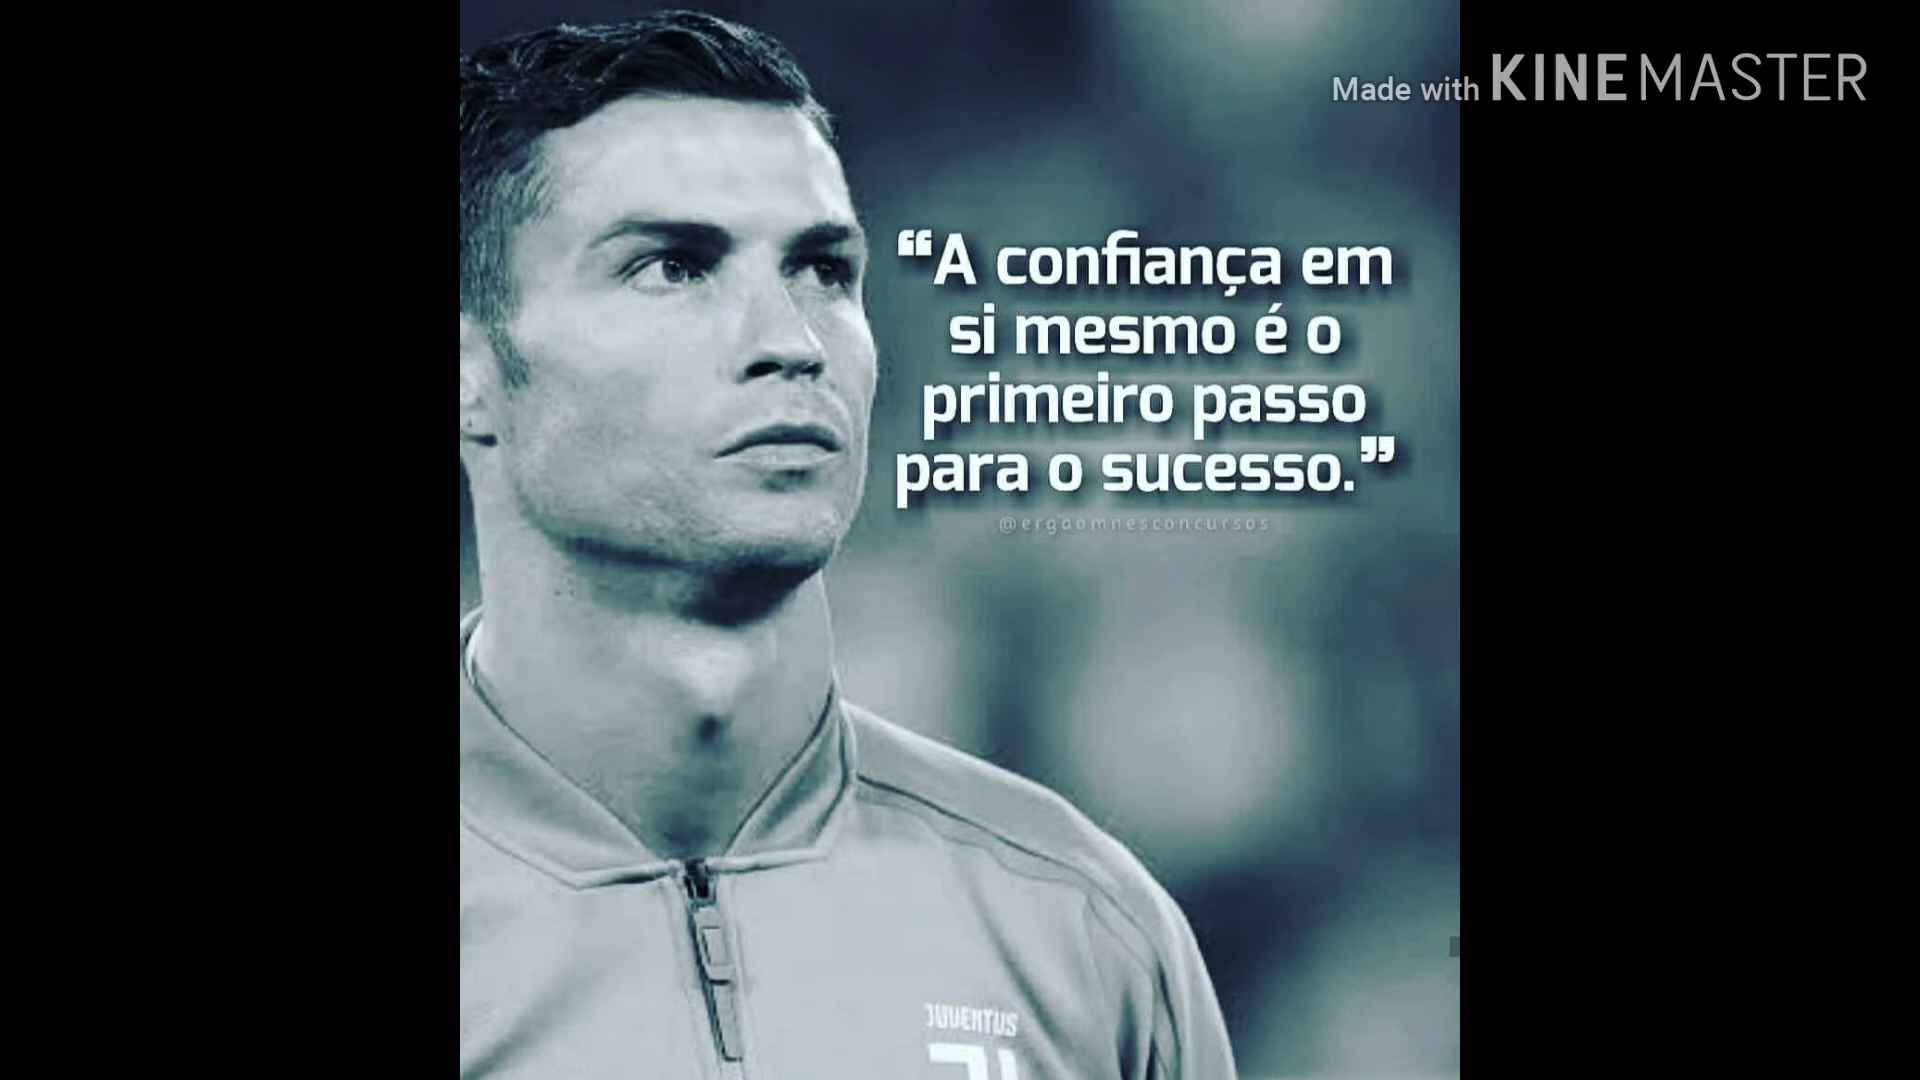 Made with KINEMASTER
“A confiança em
si mesmo é o
primeiro passo
para o sucesso.”
@ergaomnesconcursos
JUVENTUS